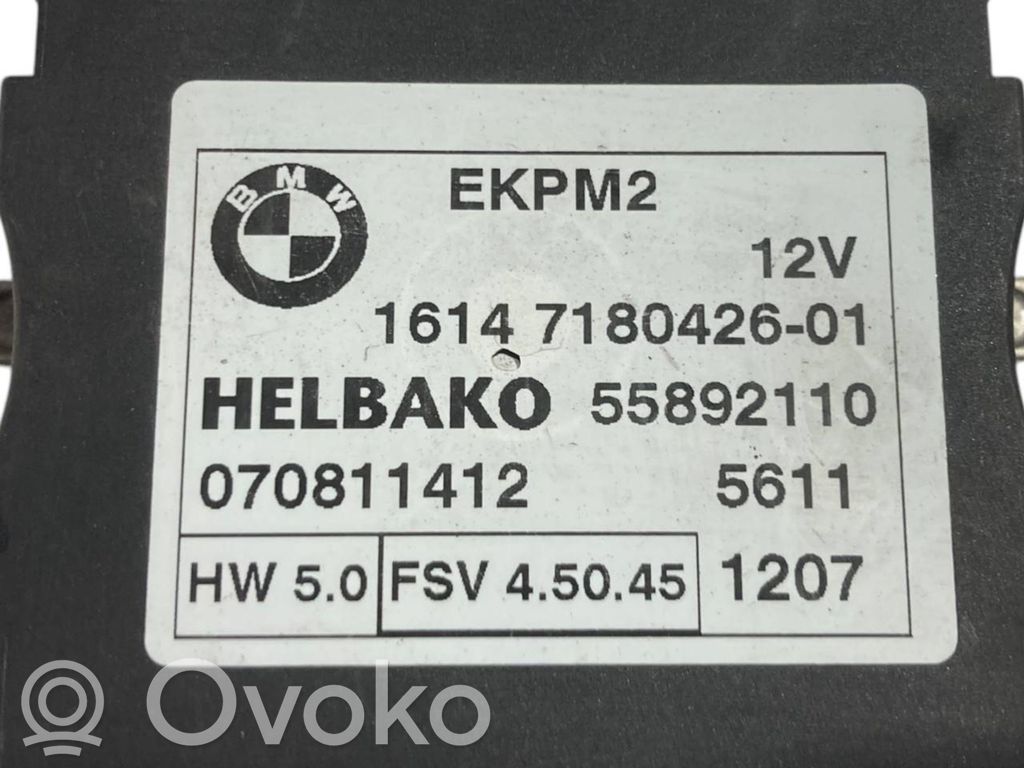 BMW
EKPM2
12V
1614 7180426-01
HELBAKO 55892110
070811412 5611
HW 5.0 FSV 4.50.45 1207
Ovoko